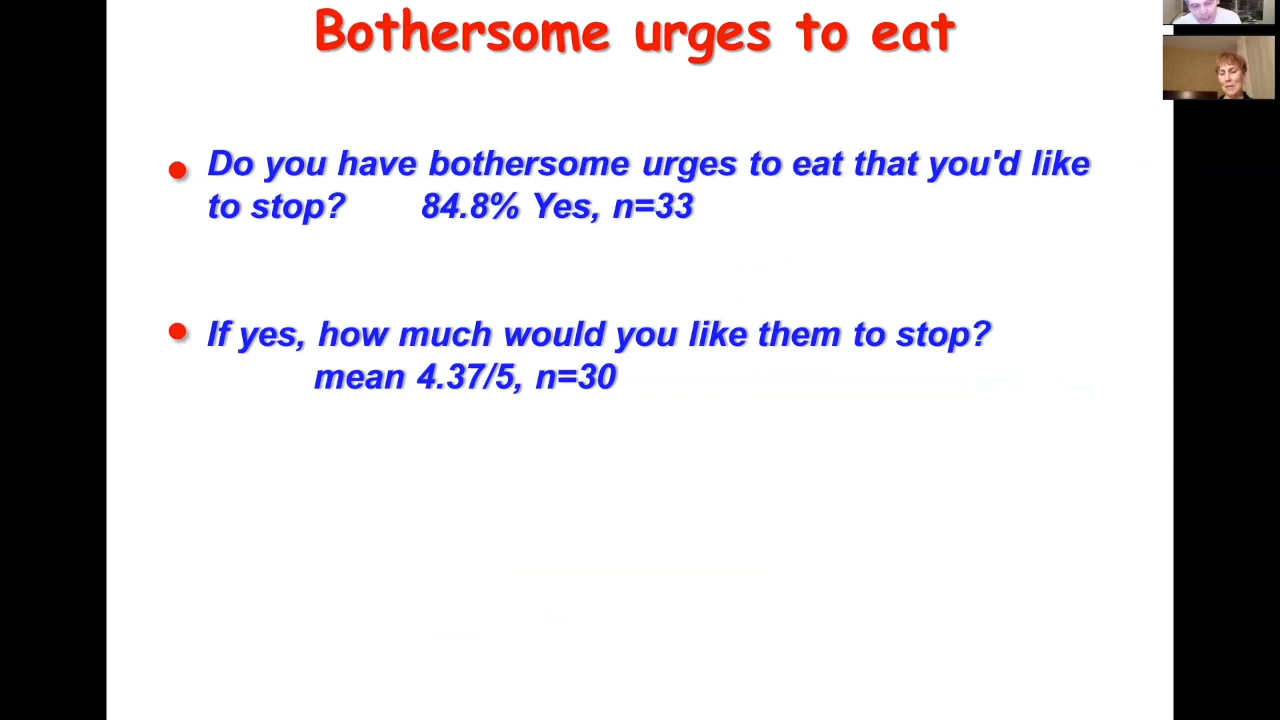 Bothersome urges to eat
Do you have bothersome urges to eat that you'd like
to stop? 84.8% Yes, n=33
If yes, how much would you like them to stop?
mean 4.37/5, n=30